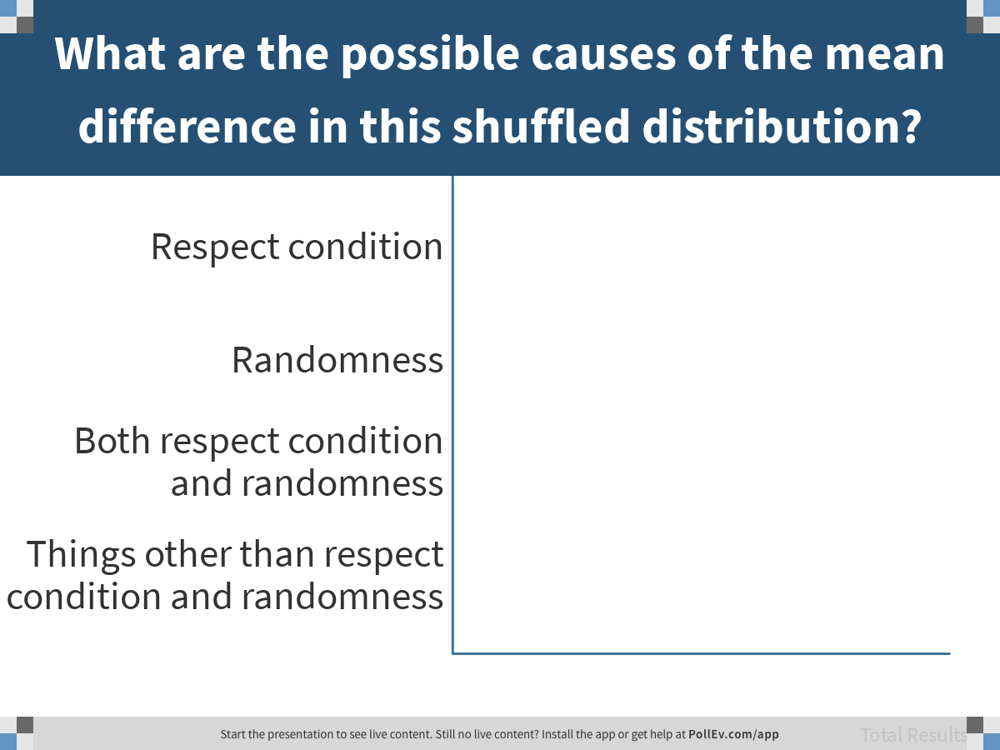 What are the possible causes of the mean
difference in this shuffled distribution?
Respect condition
Randomness
Both respect condition
and randomness
Things other than respect
condition and randomness
Start the presentation to see live content. Still no live content? Install the app or get help at PollEv.com/app
Total Results